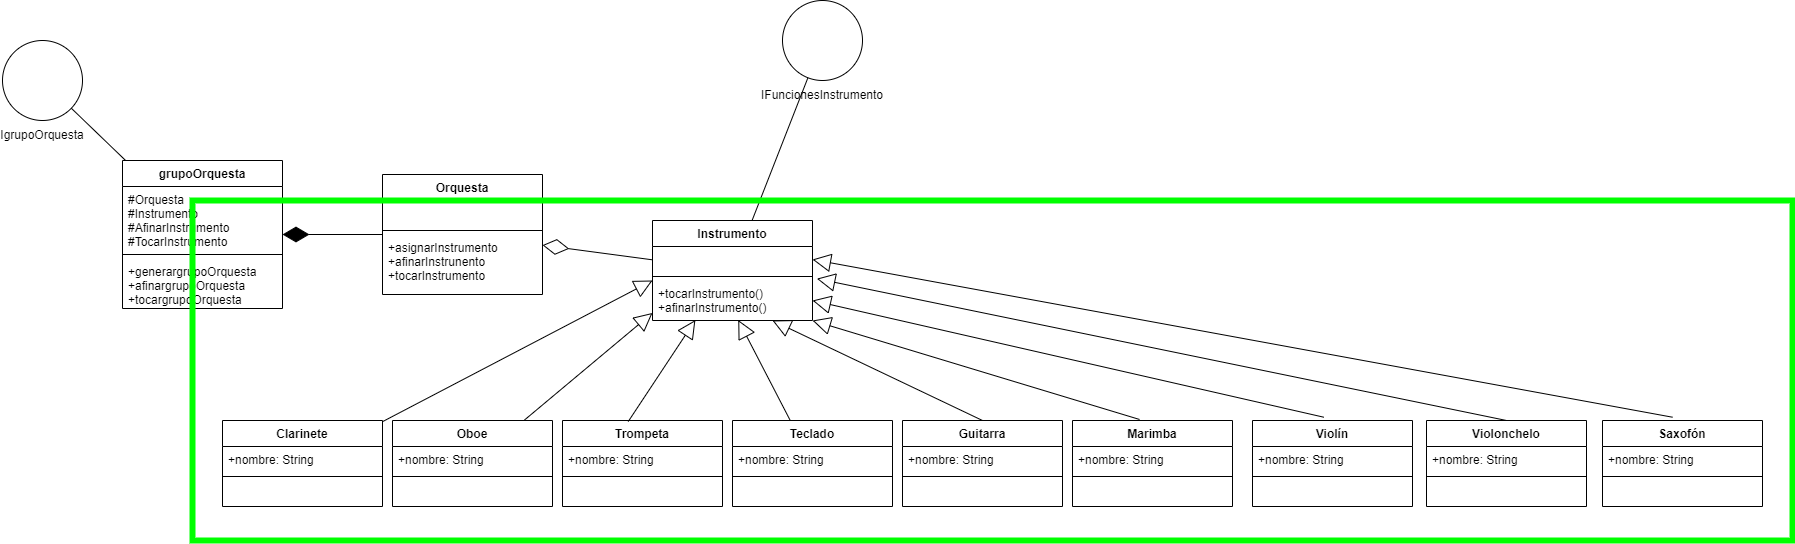 IFuncionesInstrumento
IgrupoOrquesta
grupoOrquesta
#Orquesta
#Instrumento
#AfinarInstrumento
#TocarInstrumento
+generargrupoOrquesta
+afinargrupoOrquesta
+tocargrupoOrquesta
Orquesta
+asignarInstrumento
+afinarInstrunento
+tocarInstrumento
Instrumento
+tocarInstrumento()
+afinarInstrumento()
Clarinete
+nombre: String
Oboe
+nombre: String
Trompeta
+nombre: String
Teclado
+nombre: String
Guitarra
+nombre: String
Marimba
+nombre: String
Violín
+nombre: String
Violonchelo
+nombre: String
Saxofón
+nombre: String